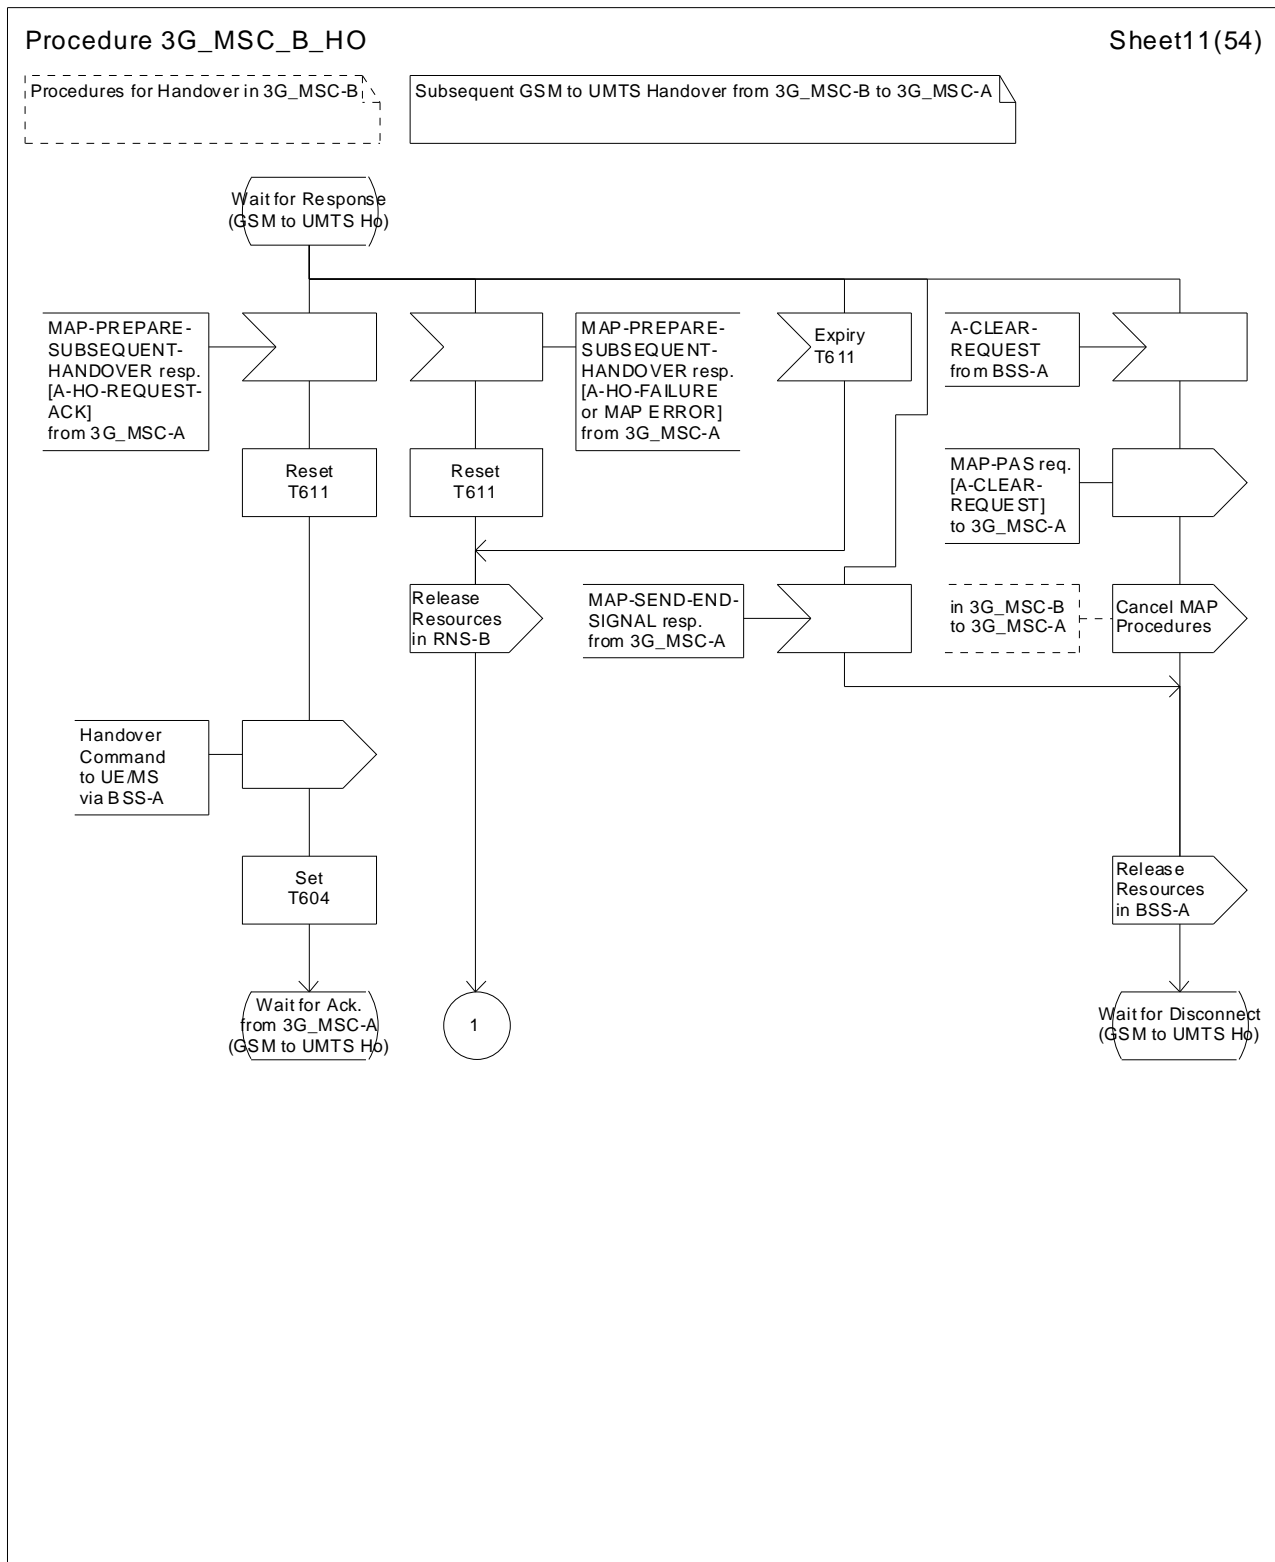 Procedure 3G_MSC_B_HO
Sheet11(54)
Procedures for Handover in 3G_MSC-B
Subsequent GSM to UMTS Handover from 3G_MSC-B to 3G_MSC-A
Wait for Response
(GSM to UMTS Ho)
MAP-PREPARE-
SUBSEQUENT-
HANDOVER resp.
[A-HO-REQUEST-
ACK]
from 3G_MSC-A
MAP-PREPARE-
SUBSEQUENT-
HANDOVER resp.
[A-HO-FAILURE
or MAP ERROR]
from 3G_MSC-A
Expiry
T611
A-CLEAR-
REQUEST
from BSS-A
Reset
T611
Reset
T611
MAP-PAS req.
[A-CLEAR-
REQUEST]
to 3G_MSC-A
Release
Resources
in RNS-B
MAP-SEND-END-
SIGNAL resp.
from 3G_MSC-A
in 3G_MSC-B
to 3G_MSC-A
Cancel MAP
Procedures
Handover
Command
to UE/MS
via BSS-A
Set
T604
Release
Resources
in BSS-A
Wait for Ack.
from 3G_MSC-A
(GSM to UMTS Ho)
1
Wait for Disconnect
(GSM to UMTS Ho)